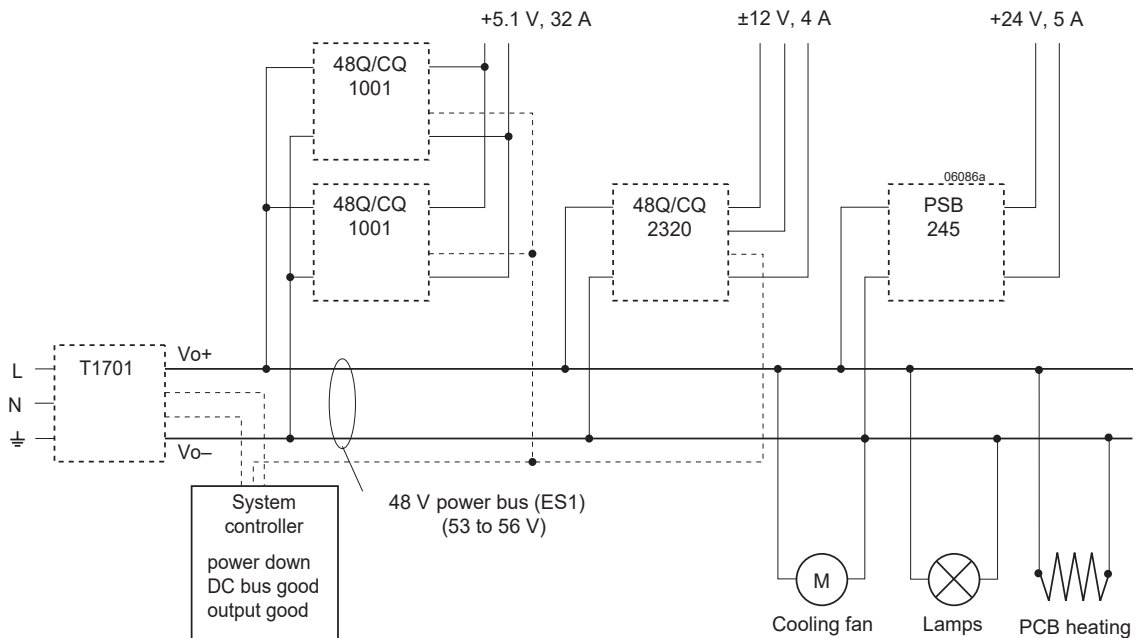 +5.1 V, 32 A
±12 V, 4 A
+24 V, 5 A
48Q/CQ
1001
48Q/CQ
1001
48Q/CQ
2320
06086a
PSB
245
L
N
T1701
Vo+
Vo–
System
controller
power down
DC bus good
output good
48 V power bus (ES1)
(53 to 56 V)
M
Cooling fan
Lamps
PCB heating